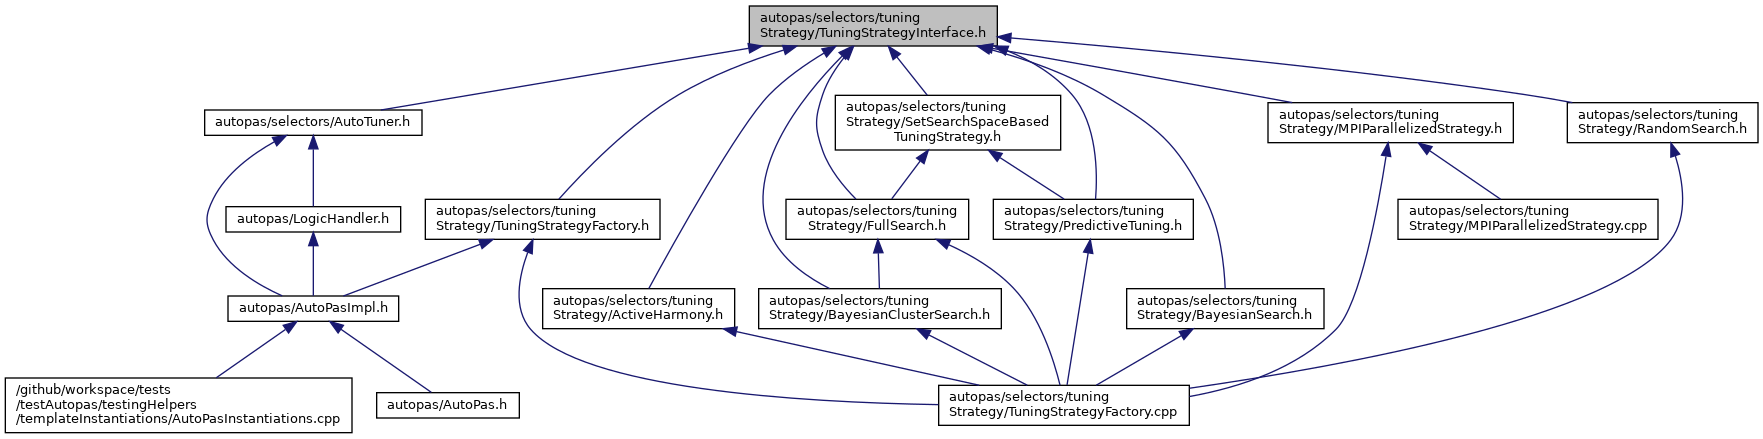 autopas/selectors/tuning
Strategy/TuningStrategyInterface.h
autopas/selectors/AutoTuner.h
autopas/selectors/tuning
Strategy/SetSearchSpaceBased
TuningStrategy.h
autopas/selectors/tuning
Strategy/MPIParallelizedStrategy.h
autopas/selectors/tuning
Strategy/RandomSearch.h
autopas/LogicHandler.h
autopas/selectors/tuning
Strategy/TuningStrategyFactory.h
autopas/selectors/tuning
Strategy/FullSearch.h
autopas/selectors/tuning
Strategy/PredictiveTuning.h
autopas/selectors/tuning
Strategy/MPIParallelizedStrategy.cpp
autopas/AutoPasImpl.h
autopas/selectors/tuning
Strategy/ActiveHarmony.h
autopas/selectors/tuning
Strategy/BayesianClusterSearch.h
autopas/selectors/tuning
Strategy/BayesianSearch.h
/github/workspace/tests
/testAutopas/testingHelpers
/templateInstantiations/AutoPasInstantiations.cpp
autopas/AutoPas.h
autopas/selectors/tuning
Strategy/TuningStrategyFactory.cpp